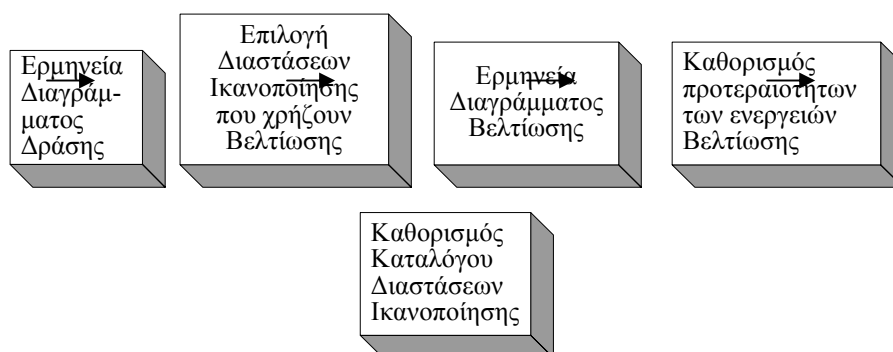 Ερμηνεία
Διαγράμ-
ματος
Δράσης
Επιλογή
Διαστάσεων
Ικανοποίησης
που χρήζουν
Βελτίωσης
Ερμηνεία
Διαγράμματος
Βελτίωσης
Καθορισμός
προτεραιοτήτων
των ενεργειών
Βελτίωσης
Καθορισμός
Καταλόγου
Διαστάσεων
Ικανοποίησης